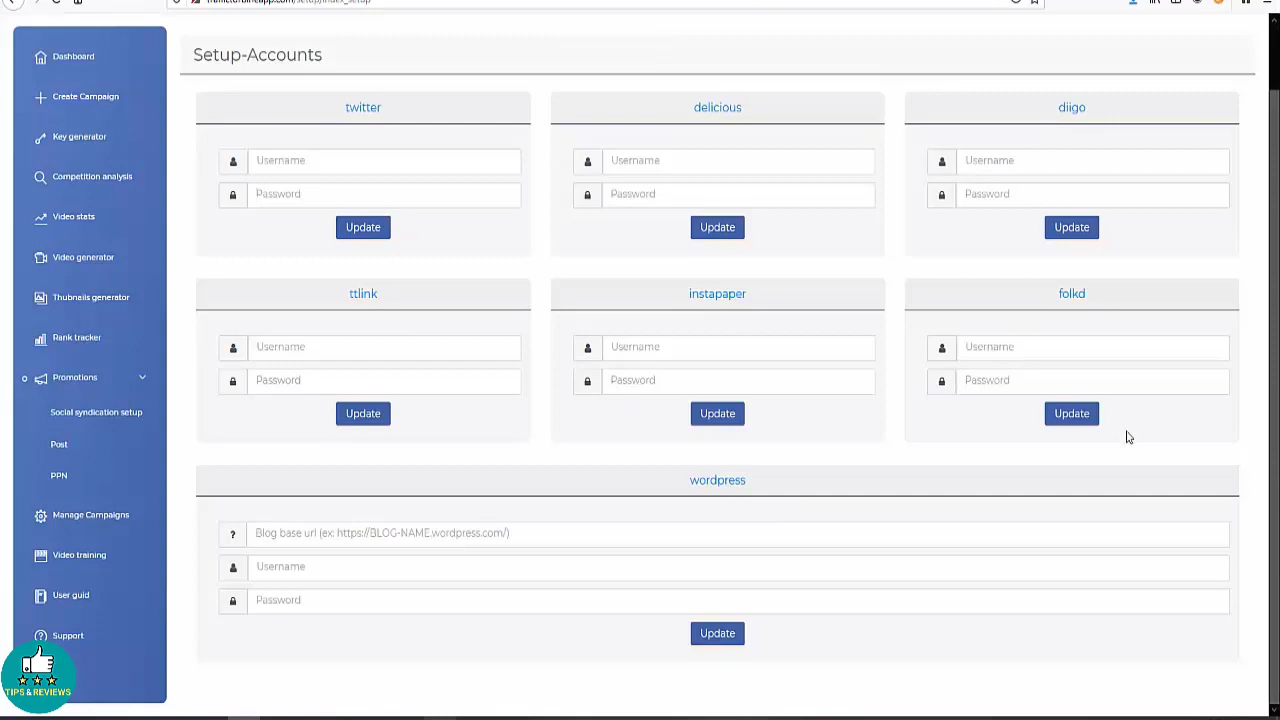 Dashboard
Create Campaign
Key generator
Competition analysis
Video stats
Video generator
Thubnails generator
Rank tracker
Promotions
Social syndication setup
Post
PPN
Manage Campaigns
Video training
User guid
Support
TIPS & REVIEWS
Setup-Accounts
twitter
Username
Password
Update
delicious
Username
Password
Update
diigo
Username
Password
Update
ttlink
Username
Password
Update
instapaper
Username
Password
Update
folkd
Username
Password
Update
wordpress
Blog base url (ex: https://BLOG-NAME.wordpress.com/)
Username
Password
Update